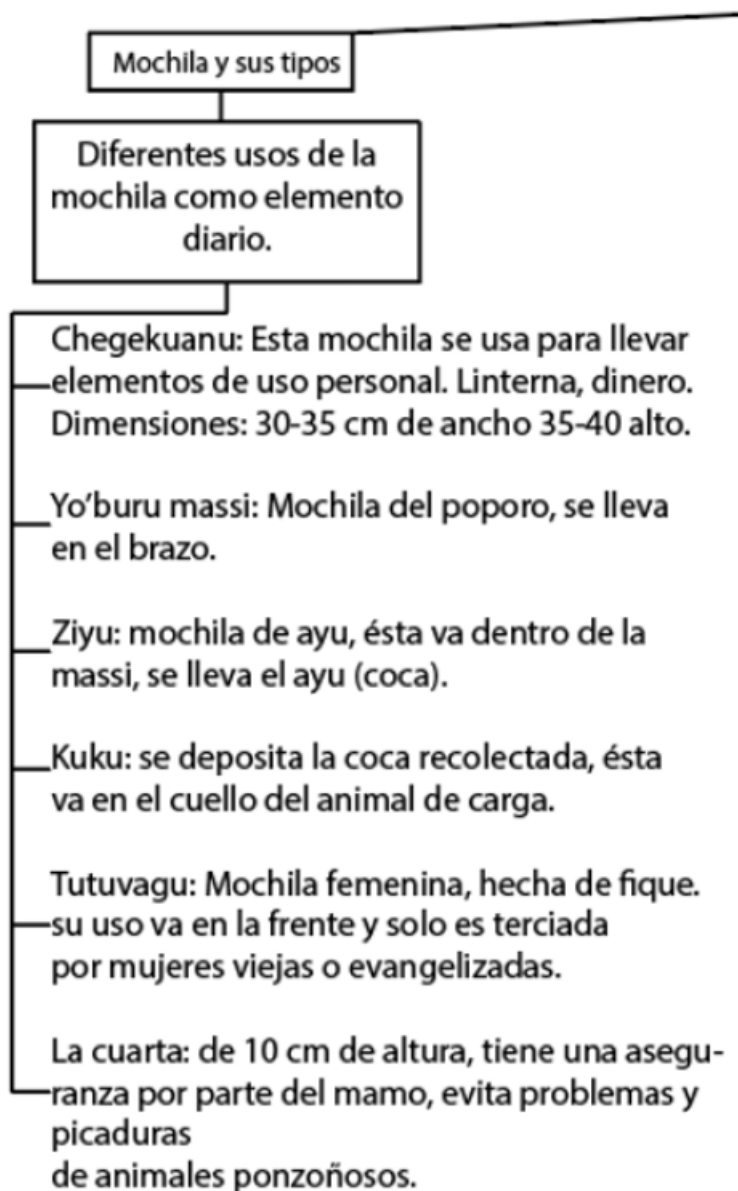 Mochila y sus tipos
Diferentes usos de la
mochila como elemento
diario.
Chegekuanu: Esta mochila se usa para llevar
elementos de uso personal. Linterna, dinero.
Dimensiones: 30-35 cm de ancho 35-40 alto.
Yo'buru massi: Mochila del poporo, se lleva
en el brazo.
Ziyu: mochila de ayu, ésta va dentro de la
massi, se lleva el ayu (coca).
Kuku: se deposita la coca recolectada, ésta
va en el cuello del animal de carga.
Tutuvagu: Mochila femenina, hecha de fique.
su uso va en la frente y solo es terciada
por mujeres viejas o evangelizadas.
La cuarta: de 10 cm de altura, tiene una asegu-
ranza por parte del mamo, evita problemas y
picaduras
de animales ponzoñosos.